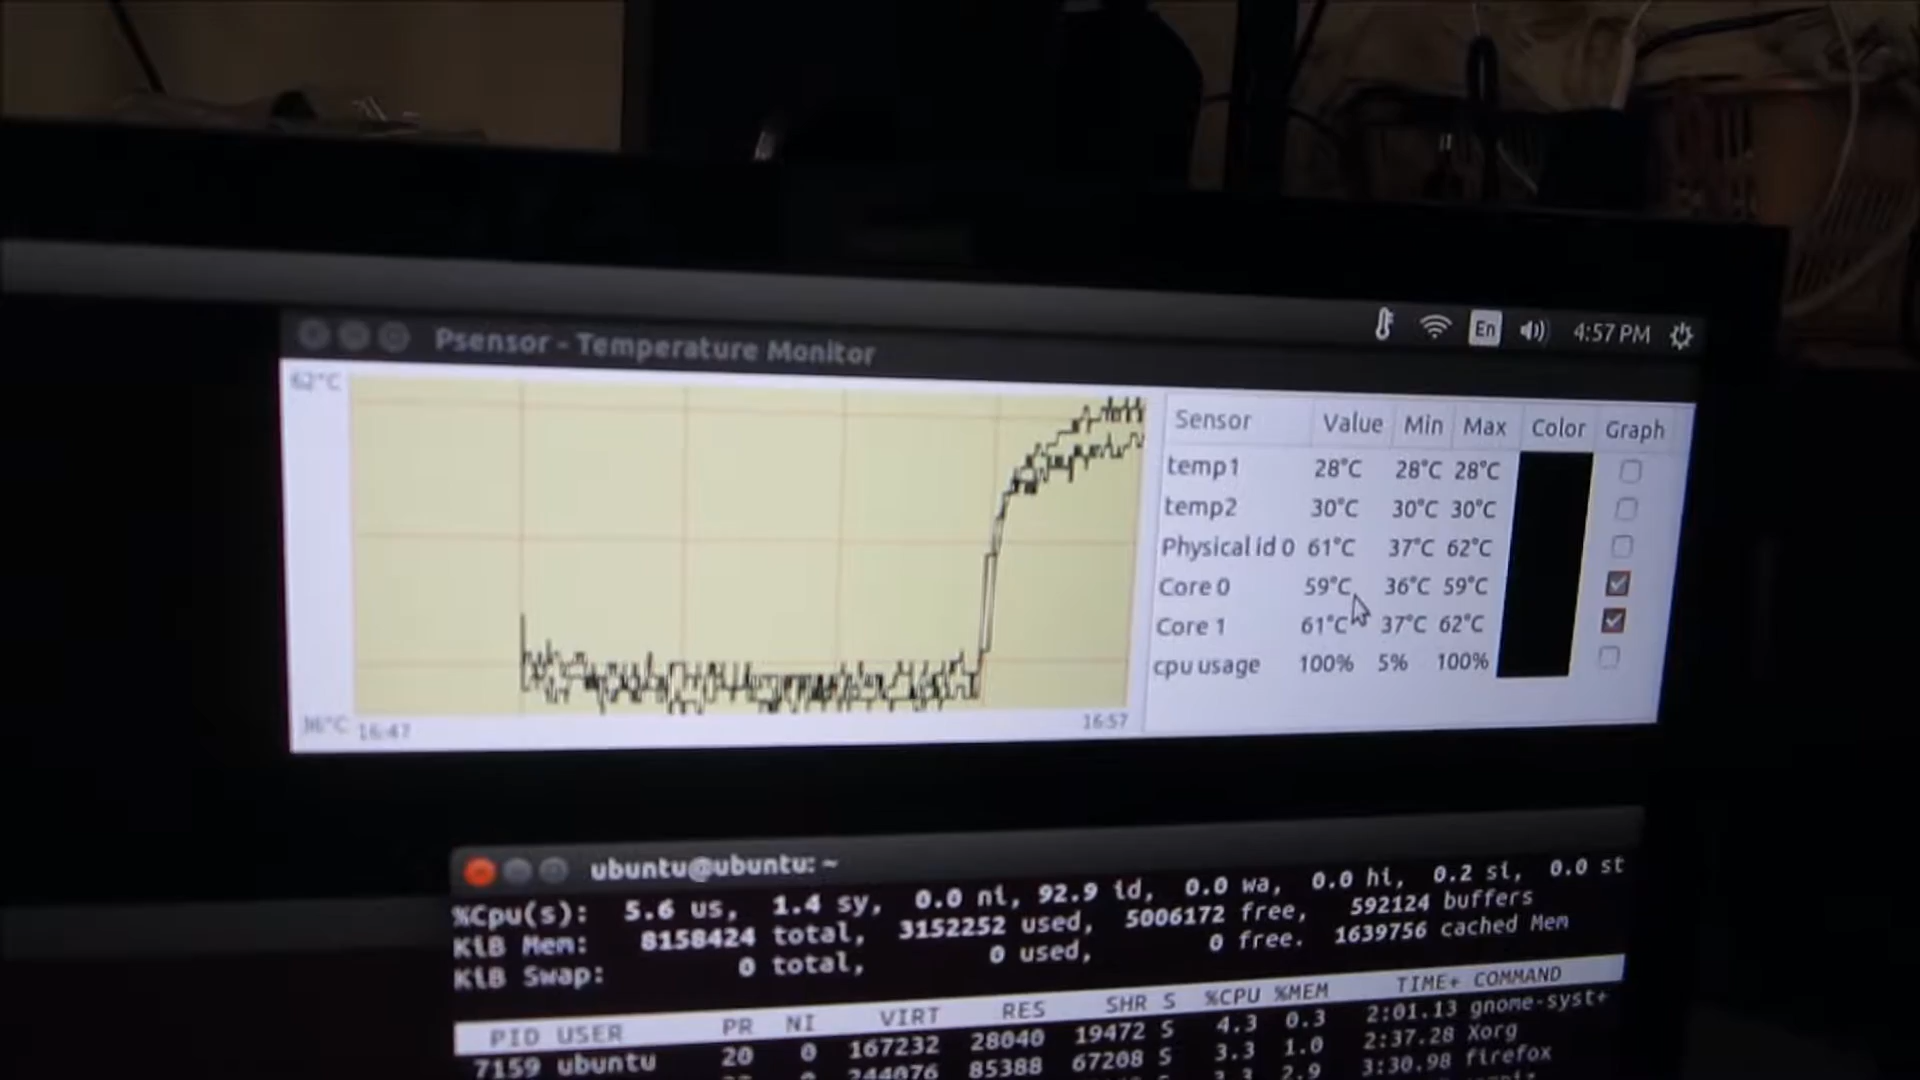 En 4:57 PM
Psensor - Temperature Monitor
62°C
36°C 16:47 16:57
Sensor Value Min Max Color Graph
temp1 28°C 28°C 28°C
temp2 30°C 30°C 30°C
Physical id 0 61°C 37°C 62°C
Core 0 59°C 36°C 59°C
Core 1 61°C 37°C 62°C
cpu usage 100% 5% 100%
ubuntu@ubuntu: ~
%Cpu(s): 5.6 us, 1.4 sy, 0.0 ni, 92.9 id, 0.0 wa, 0.0 hi, 0.2 si, 0.0 st
KiB Mem: 8158424 total, 3152252 used, 5006172 free, 592124 buffers
KiB Swap: 0 total, 0 used, 0 free. 1639756 cached Mem
PID USER PR NI VIRT RES SHR S %CPU %MEM TIME+ COMMAND
7159 ubuntu 20 0 167232 28040 19472 S 4.3 0.3 2:01.13 gnome-syst+
244076 85388 67208 S 3.3 1.0 2:37.28 Xorg
2.9 3:30.98 firefox